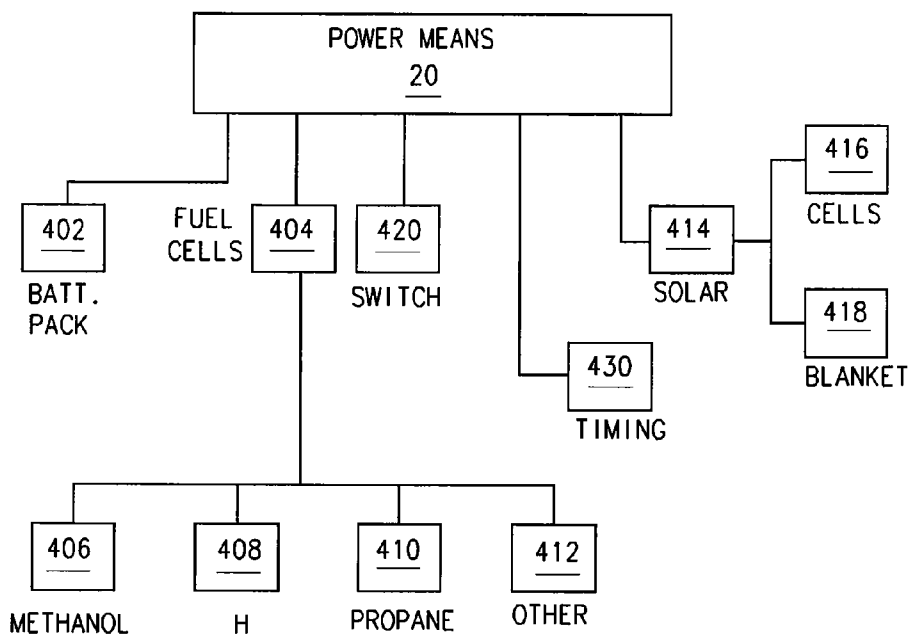 POWER MEANS
20
402
BATT.
PACK
FUEL
CELLS
404
420
SWITCH
430
TIMING
414
SOLAR
416
CELLS
418
BLANKET
406
METHANOL
408
H
410
PROPANE
412
OTHER